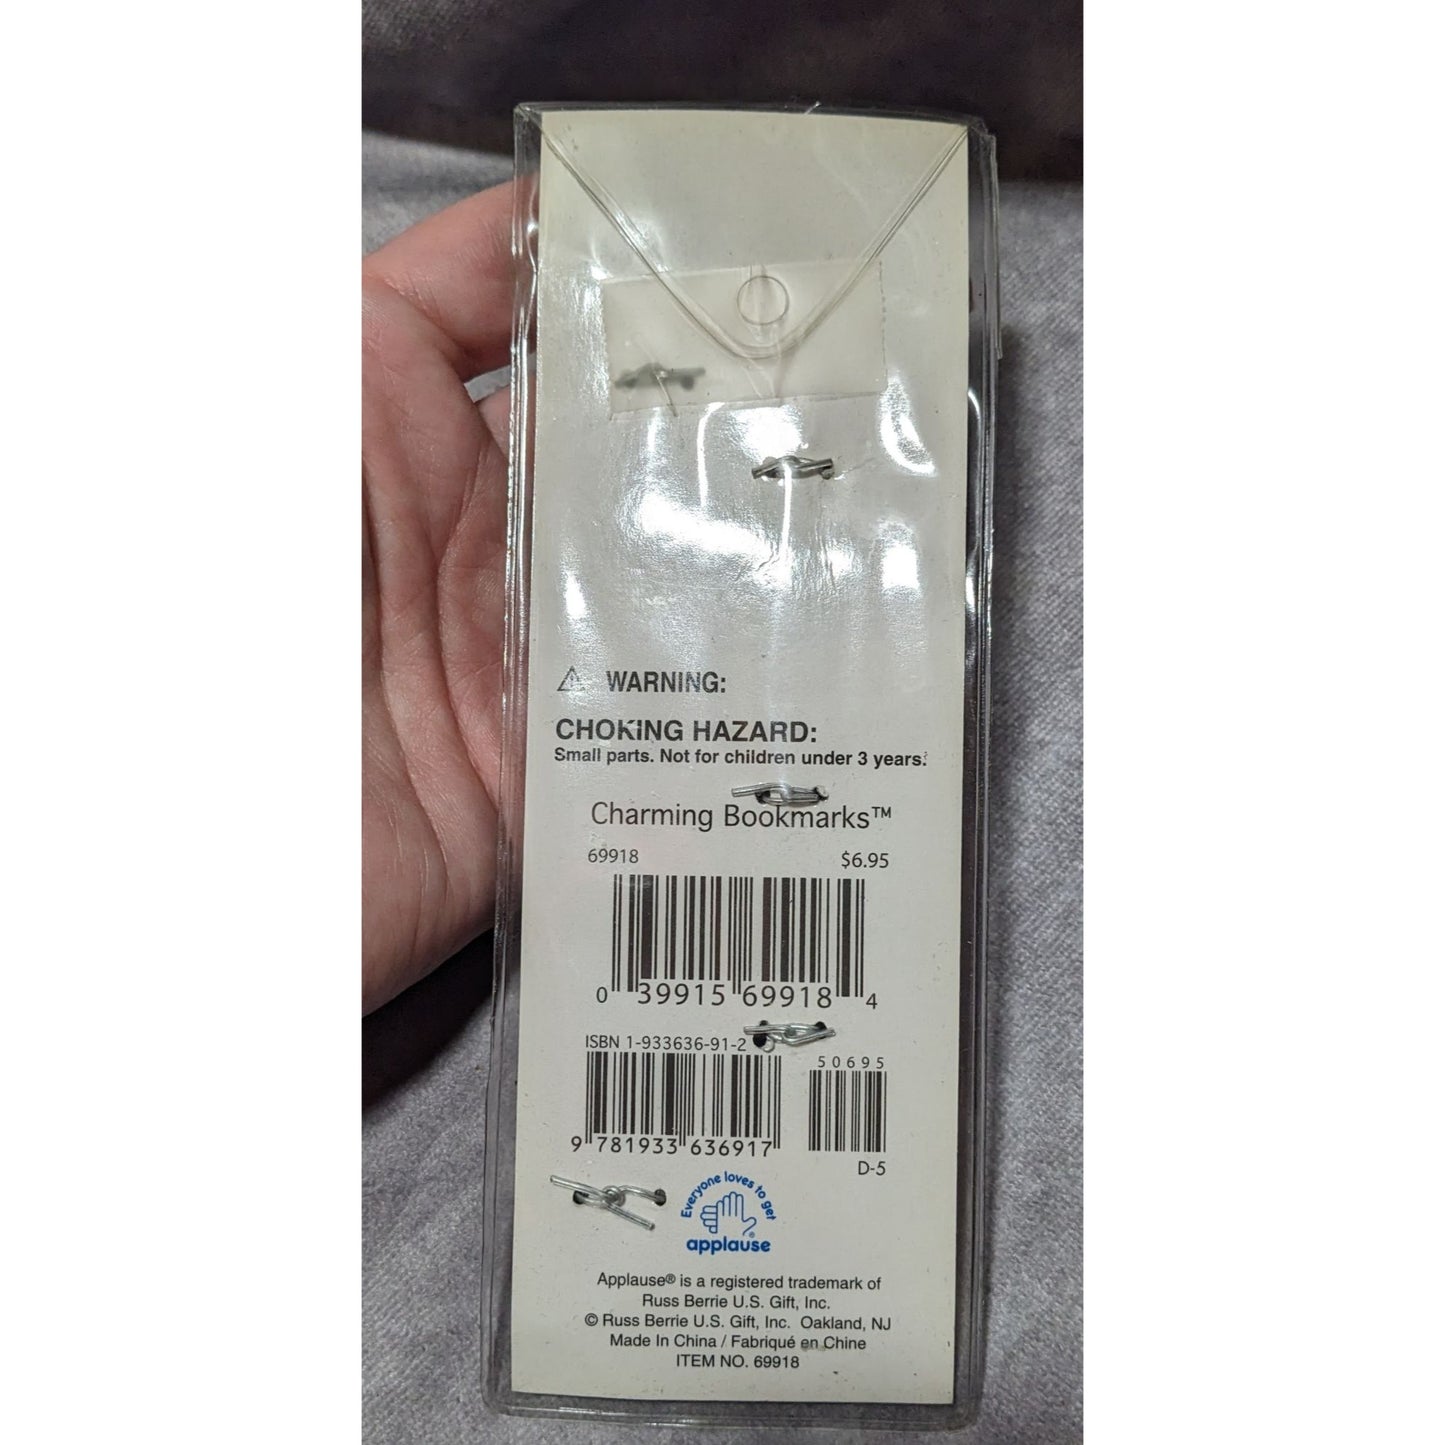 WARNING:
CHOKING HAZARD:
Small parts. Not for children under 3 years.
Charming Bookmarks™
69918 $6.95
0 39915 69918 4
ISBN 1-933636-91-2
50695
9 781933 636917
D-5
Everyone loves to get
applause®
Applause® is a registered trademark of
Russ Berrie U.S. Gift, Inc.
© Russ Berrie U.S. Gift, Inc. Oakland, NJ
Made In China / Fabriqué en Chine
ITEM NO. 69918